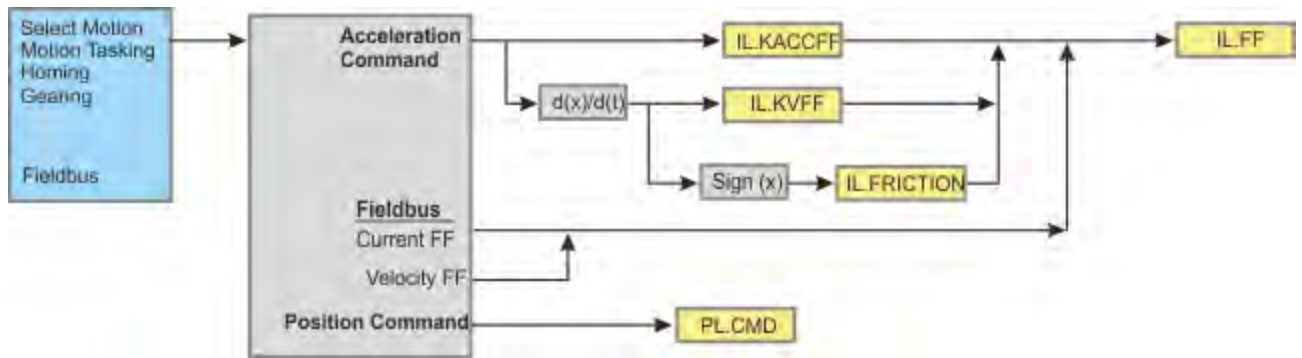 Select Motion
Motion Tasking
Homing
Gearing
Fieldbus
Acceleration
Command
Fieldbus
Current FF
Velocity FF
Position Command
IL.KACCFF
IL.FF
d(x)/d(t)
IL.KVFF
Sign (x)
IL.FRICTION
PL.CMD